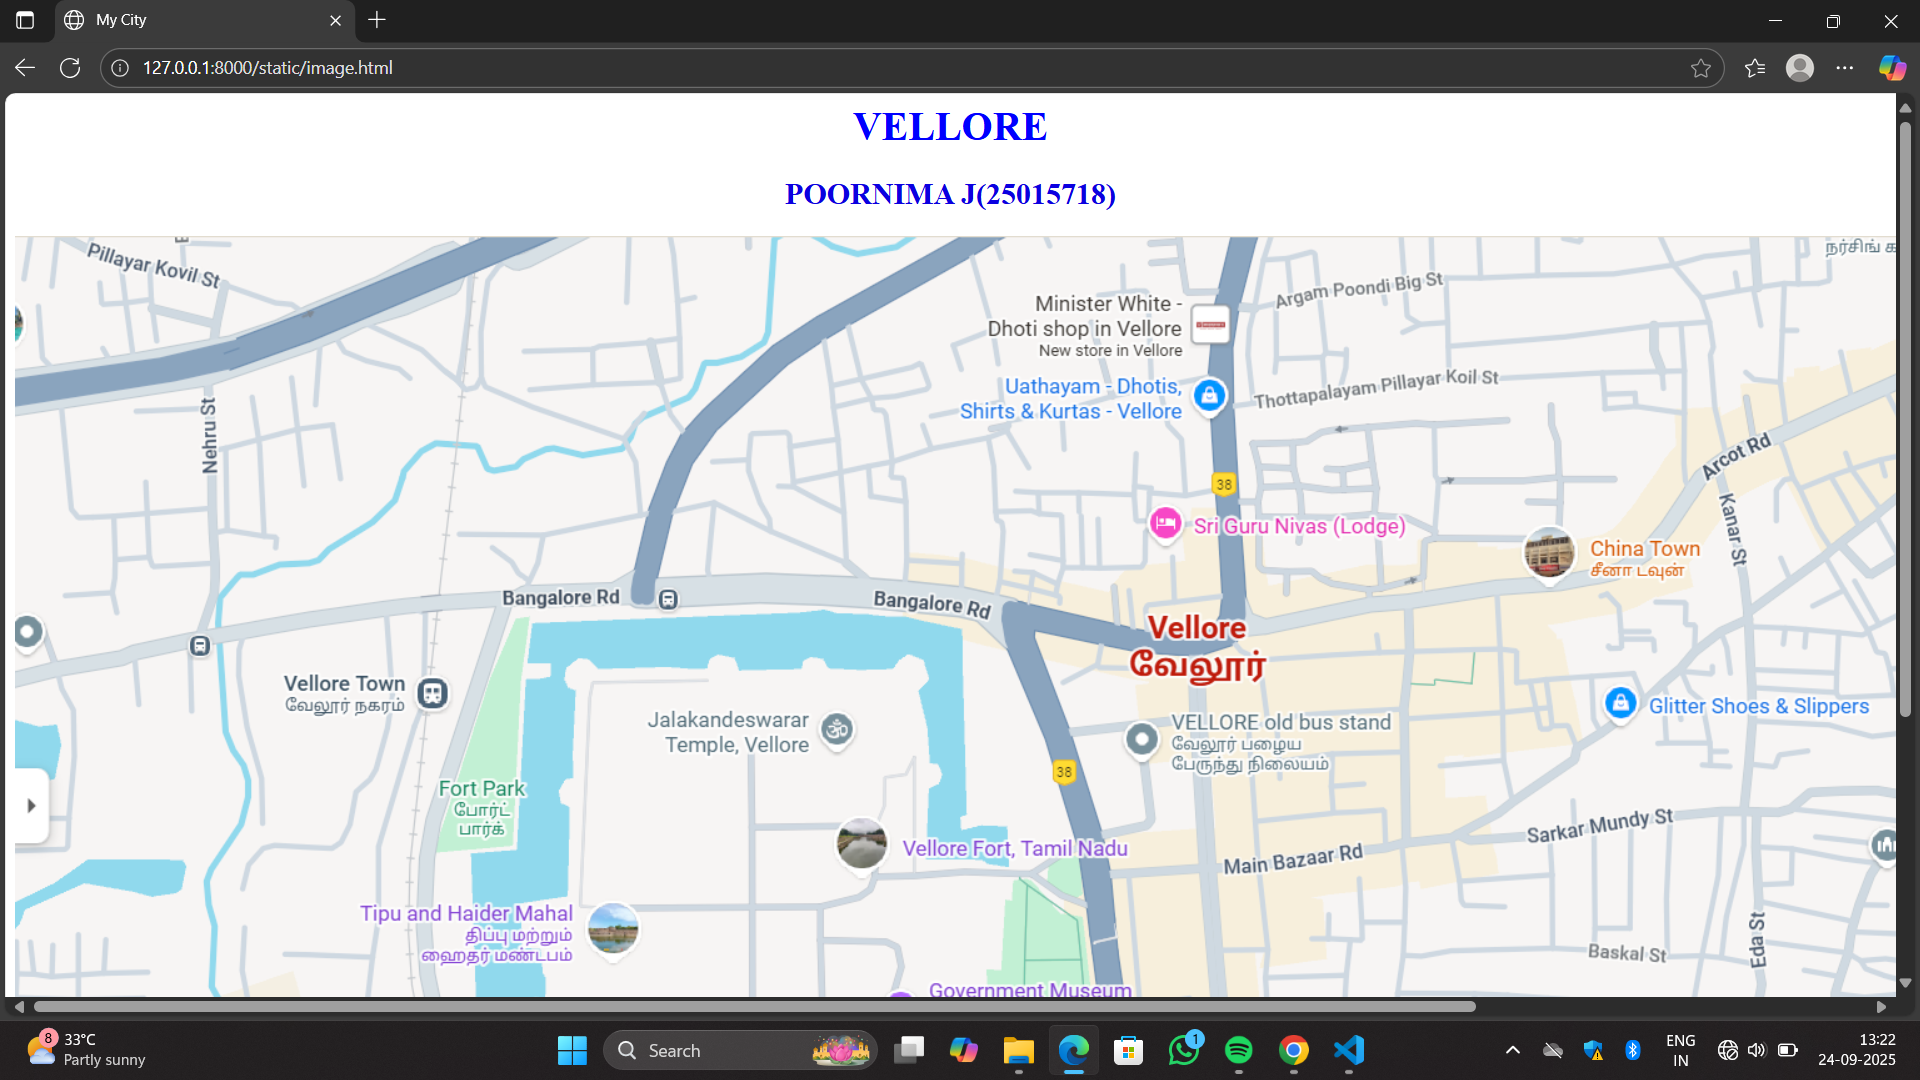 My City
127.0.0.1:8000/static/image.html
VELLORE
POORNIMA J(25015718)
Pillayar Kovil St
நர்சிங் க
Argam Poondi Big St
Minister White -
Dhoti shop in Vellore
New store in Vellore
Uathayam - Dhotis,
Shirts & Kurtas - Vellore
Thottapalayam Pillayar Koil St
Nehru St
Arcot Rd
38
Kanar St
Sri Guru Nivas (Lodge)
China Town
சீனா டவுன்
Bangalore Rd
Bangalore Rd
Vellore
வேலூர்
Vellore Town
வேலூர் நகரம்
Jalakandeswarar
Temple, Vellore
VELLORE old bus stand
வேலூர் பழைய
பேருந்து நிலையம்
Glitter Shoes & Slippers
38
Fort Park
போர்ட்
பார்க்
Sarkar Mundy St
Vellore Fort, Tamil Nadu
Main Bazaar Rd
Tipu and Haider Mahal
திப்பு மற்றும்
ஹைதர் மண்டபம்
Eda St
Baskal St
Government Museum
8
33°C
Partly sunny
Search
1
ENG
IN
13:22
24-09-2025